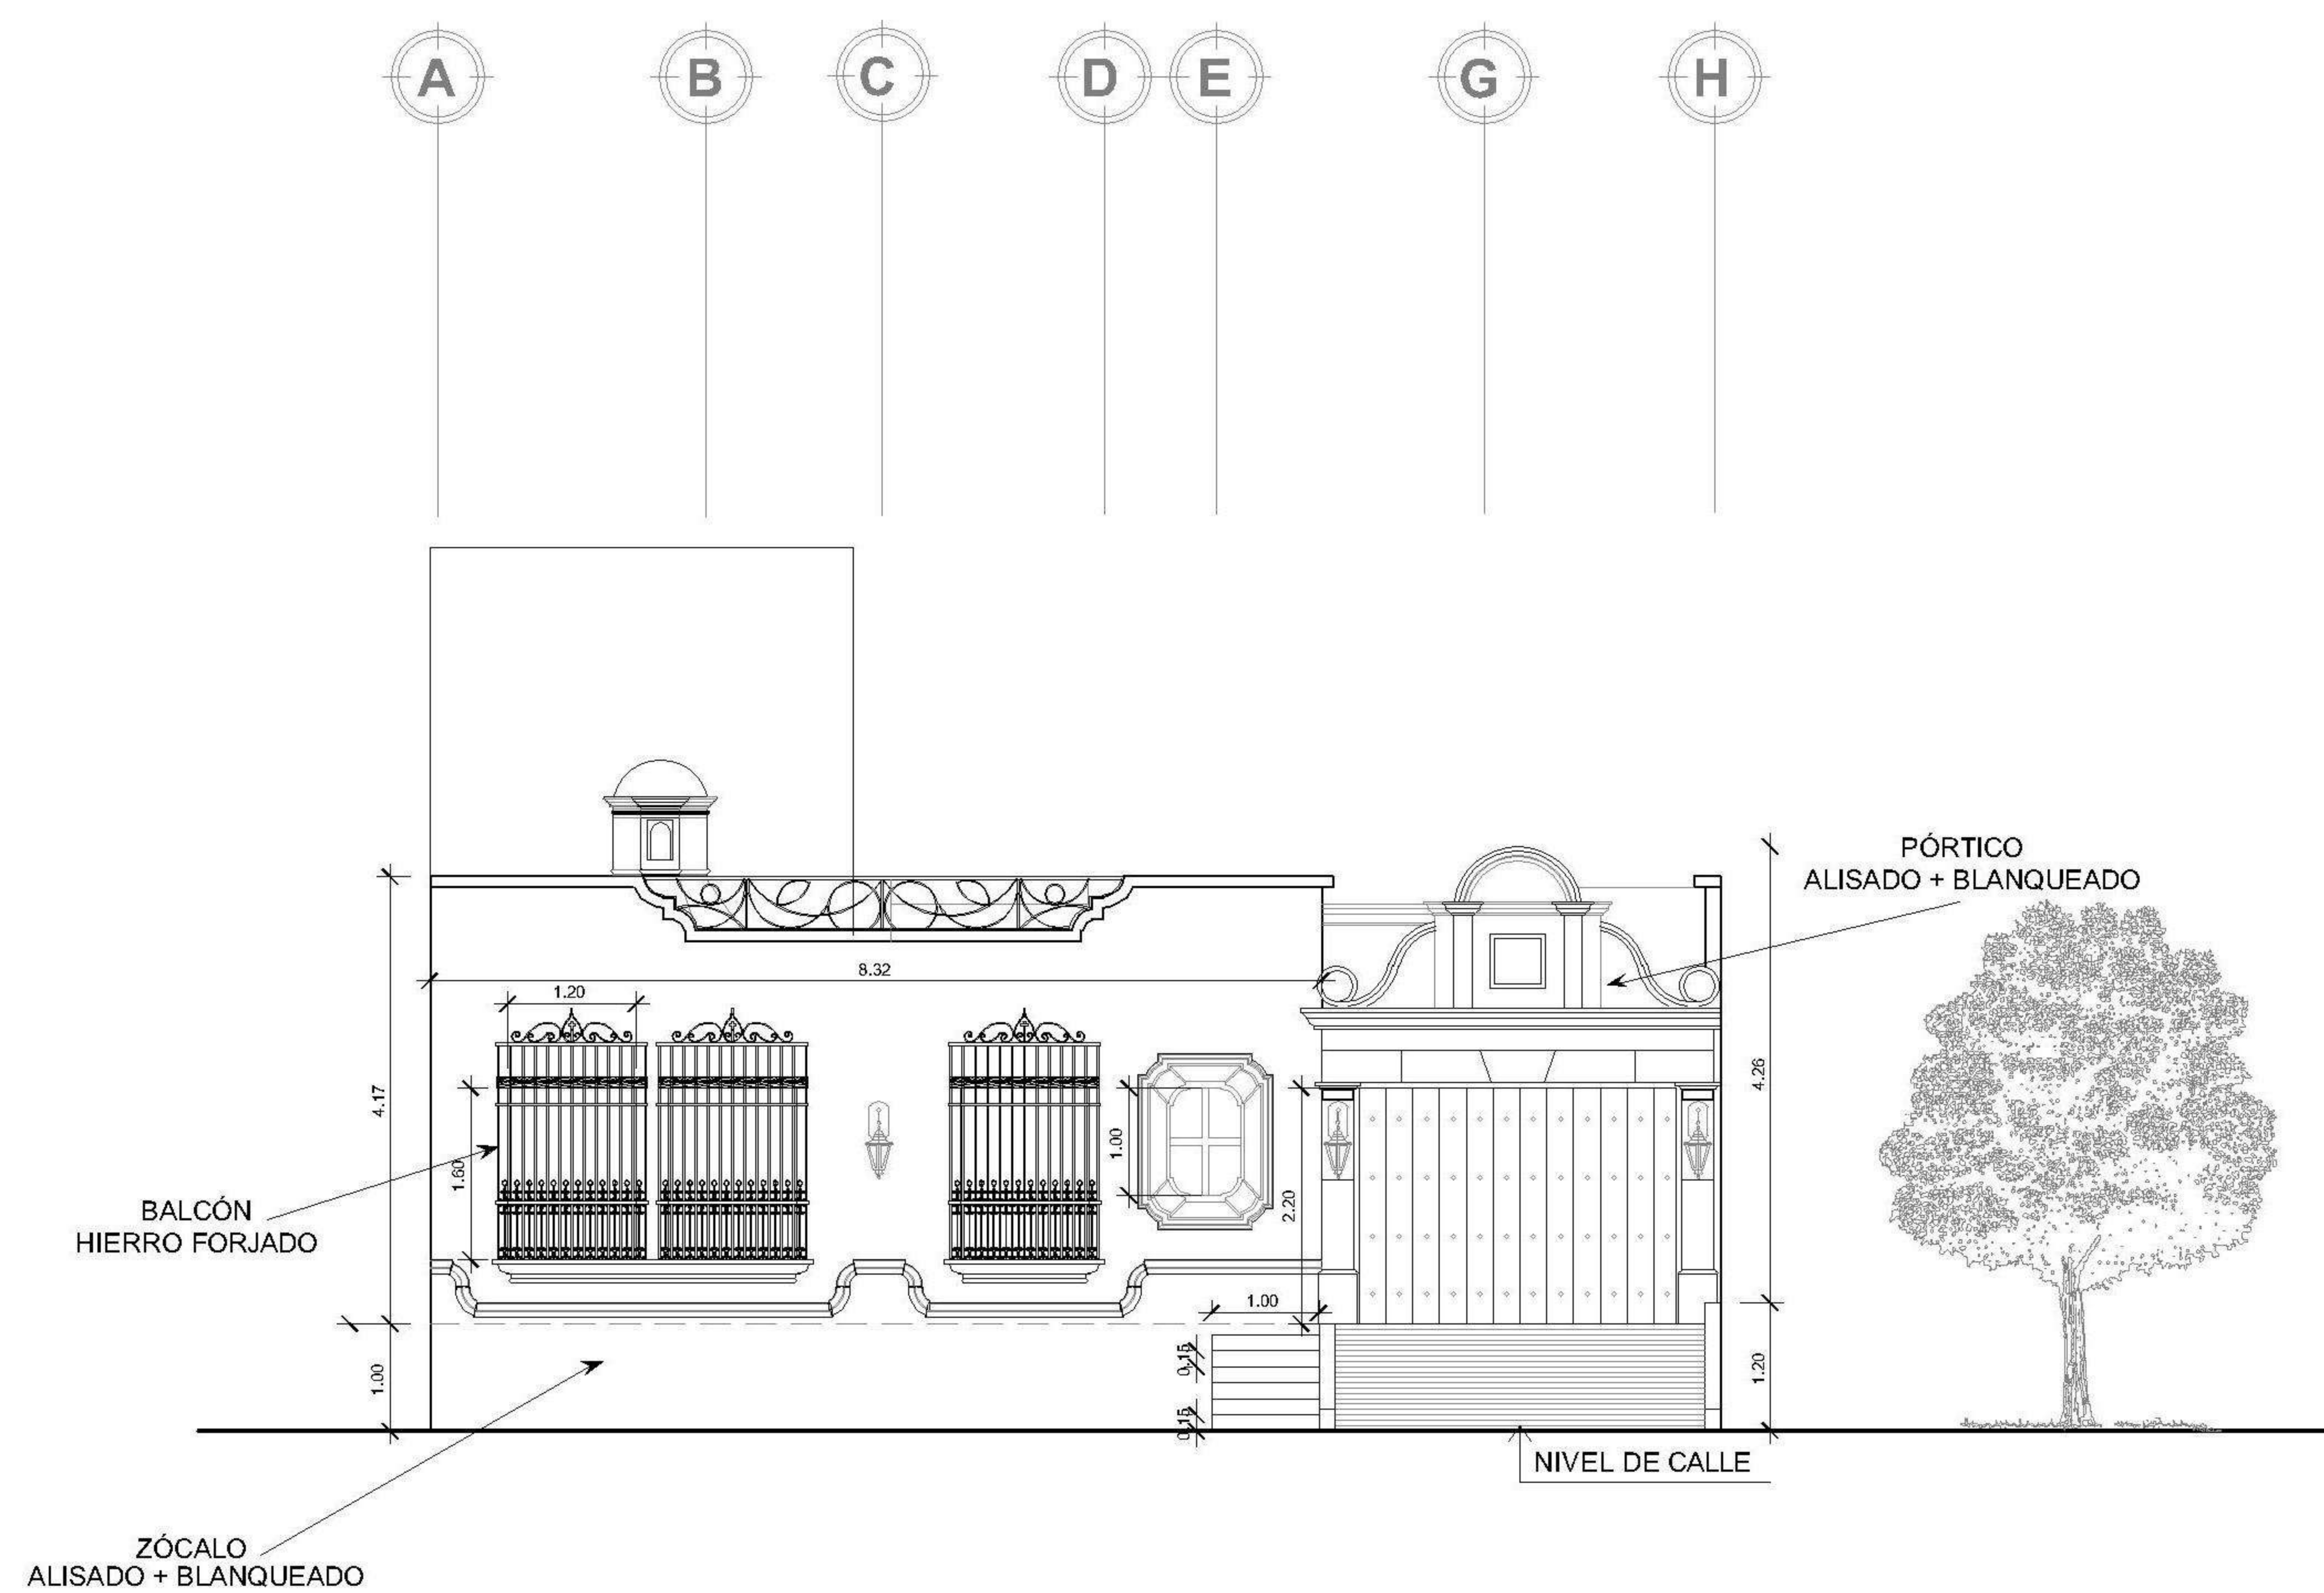 A B C D E G H
PÓRTICO
ALISADO + BLANQUEADO
8.32
1.20
4.17
4.26
1.60
1.00
2.20
BALCÓN
HIERRO FORJADO
1.00
1.00
0.15
1.20
0.15
NIVEL DE CALLE
ZÓCALO
ALISADO + BLANQUEADO